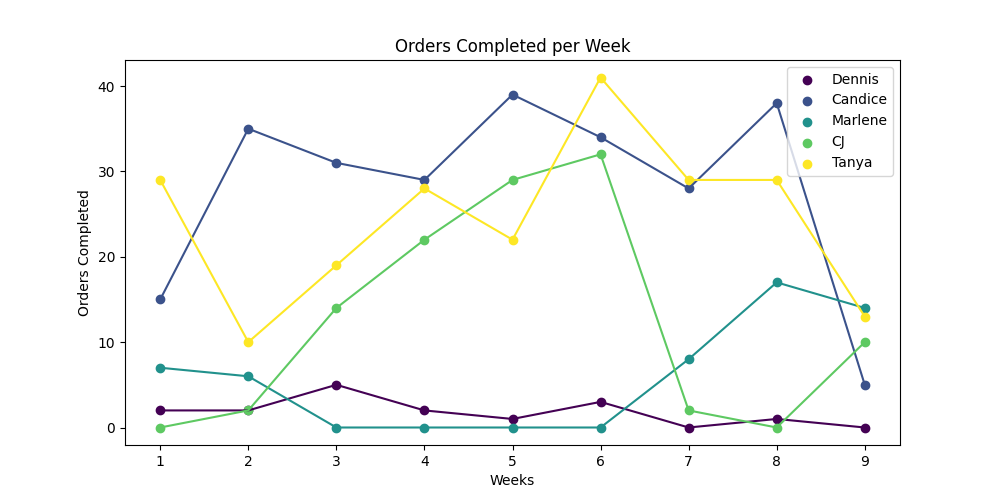 Orders Completed per Week
Orders Completed
40
30
20
10
0
Dennis
Candice
Marlene
CJ
Tanya
1 2 3 4 5 6 7 8 9
Weeks